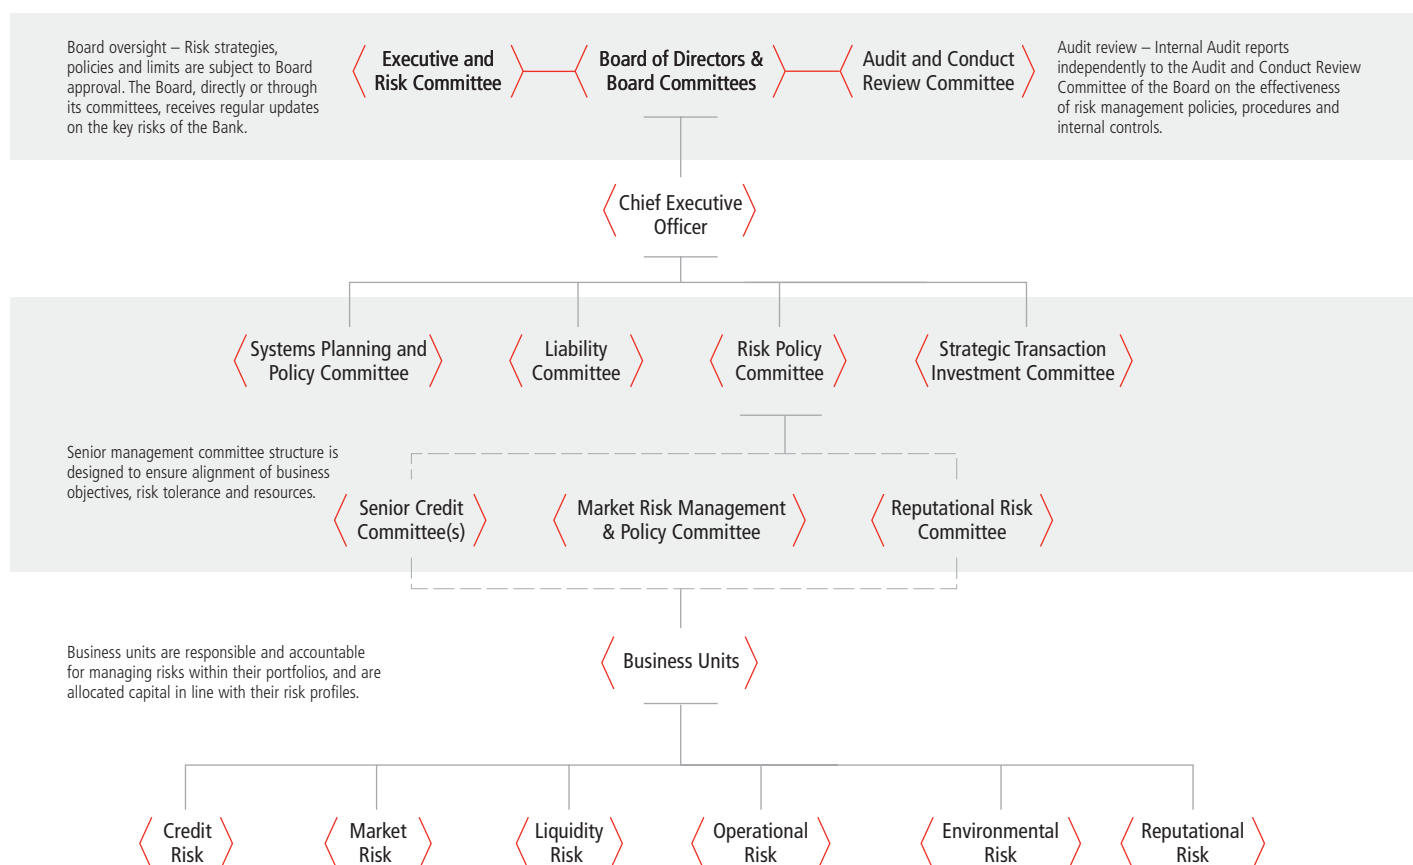 Board oversight – Risk strategies,
policies and limits are subject to Board
approval. The Board, directly or through
its committees, receives regular updates
on the key risks of the Bank.
Executive and
Risk Committee
Board of Directors &
Board Committees
Audit and Conduct
Review Committee
Audit review – Internal Audit reports
independently to the Audit and Conduct Review
Committee of the Board on the effectiveness
of risk management policies, procedures and
internal controls.
Chief Executive
Officer
Systems Planning and
Policy Committee
Liability
Committee
Risk Policy
Committee
Strategic Transaction
Investment Committee
Senior management committee structure is
designed to ensure alignment of business
objectives, risk tolerance and resources.
Senior Credit
Committee(s)
Market Risk Management
& Policy Committee
Reputational Risk
Committee
Business units are responsible and accountable
for managing risks within their portfolios, and are
allocated capital in line with their risk profiles.
Business Units
Credit
Risk
Market
Risk
Liquidity
Risk
Operational
Risk
Environmental
Risk
Reputational
Risk